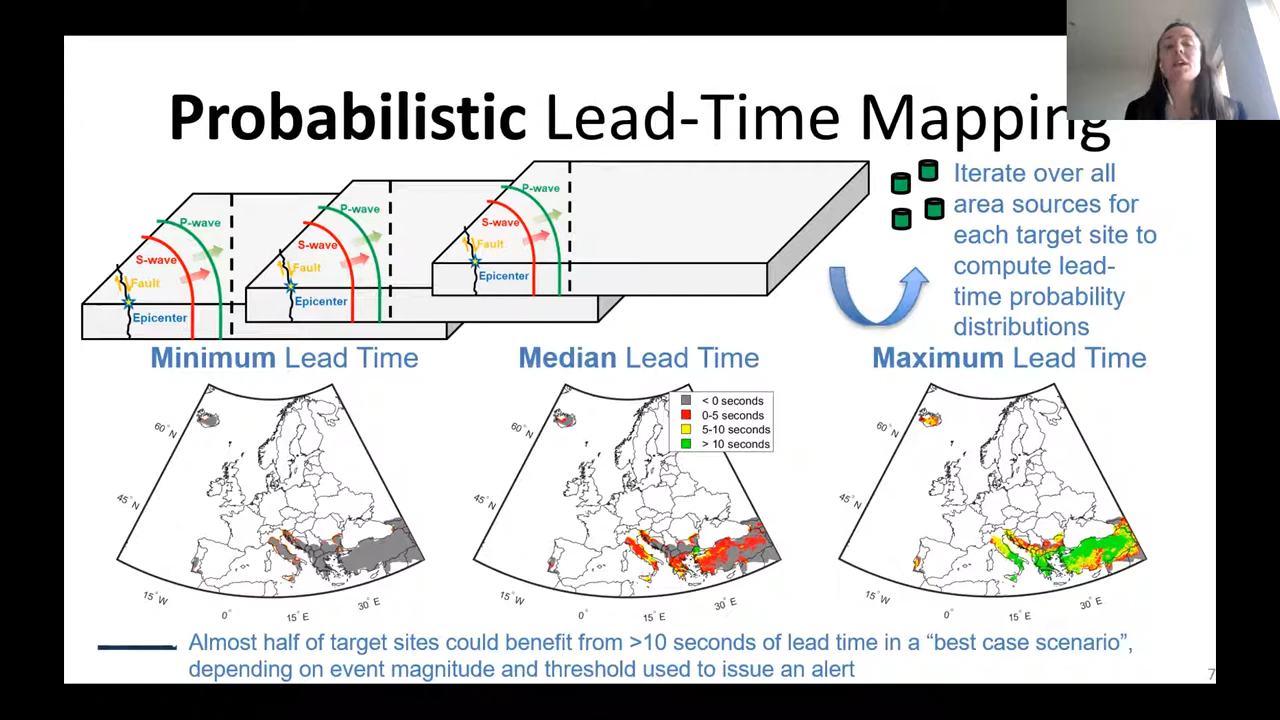 Probabilistic Lead-Time Mapping
P-wave
S-wave
Fault
Epicenter
P-wave
S-wave
Fault
Epicenter
P-wave
S-wave
Fault
Epicenter
Iterate over all
area sources for
each target site to
compute lead-
time probability
distributions
Minimum Lead Time
Median Lead Time
Maximum Lead Time
60°N
45°N
15°W
0°
15°E
30°E
60°N
45°N
15°W
0°
15°E
30°E
< 0 seconds
0-5 seconds
5-10 seconds
> 10 seconds
60°N
45°N
15°W
0°
15°E
30°E
Almost half of target sites could benefit from >10 seconds of lead time in a “best case scenario”,
depending on event magnitude and threshold used to issue an alert
7